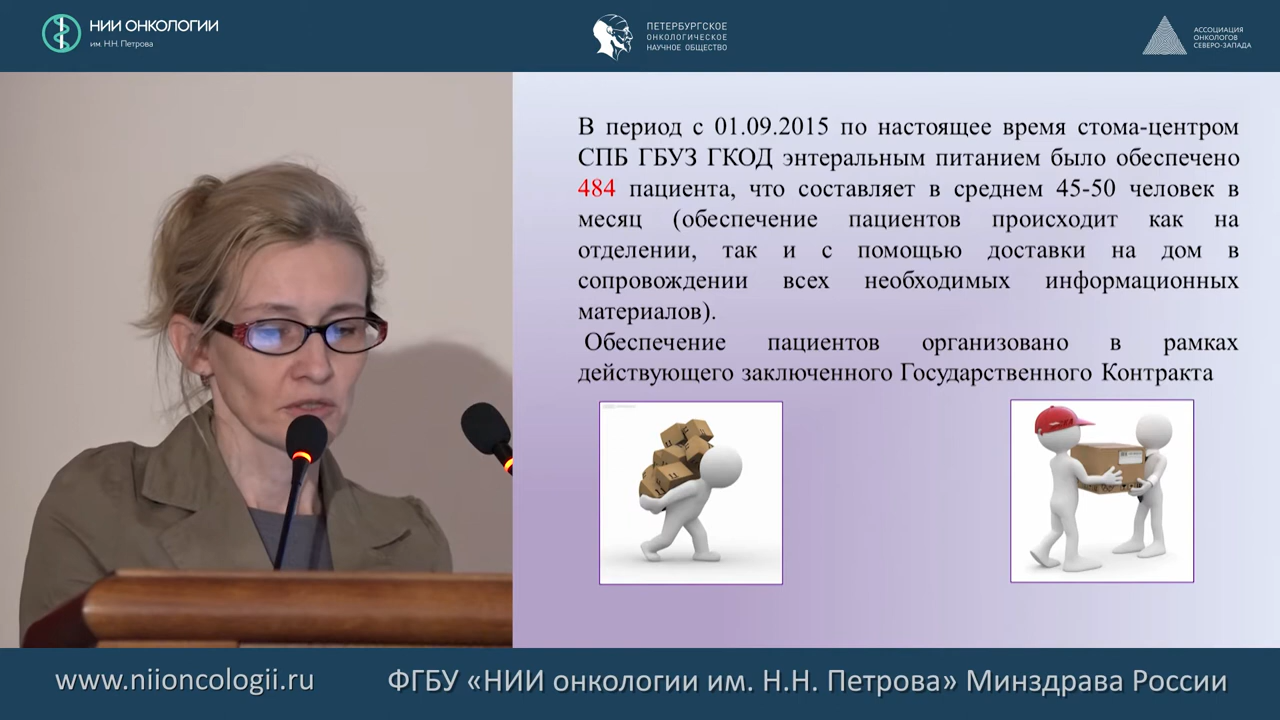 НИИ ОНКОЛОГИИ
им. Н.Н. Петрова
ПЕТЕРБУРГСКОЕ
ОНКОЛОГИЧЕСКОЕ
НАУЧНОЕ ОБЩЕСТВО
АССОЦИАЦИЯ
ОНКОЛОГОВ
СЕВЕРО-ЗАПАДА
В период с 01.09.2015 по настоящее время стома-центром
СПБ ГБУЗ ГКОД энтеральным питанием было обеспечено
484 пациента, что составляет в среднем 45-50 человек в
месяц (обеспечение пациентов происходит как на
отделении, так и с помощью доставки на дом в
сопровождении всех необходимых информационных
материалов).
Обеспечение пациентов организовано в рамках
действующего заключенного Государственного Контракта
www.niioncologii.ru
ФГБУ «НИИ онкологии им. Н.Н. Петрова» Минздрава России